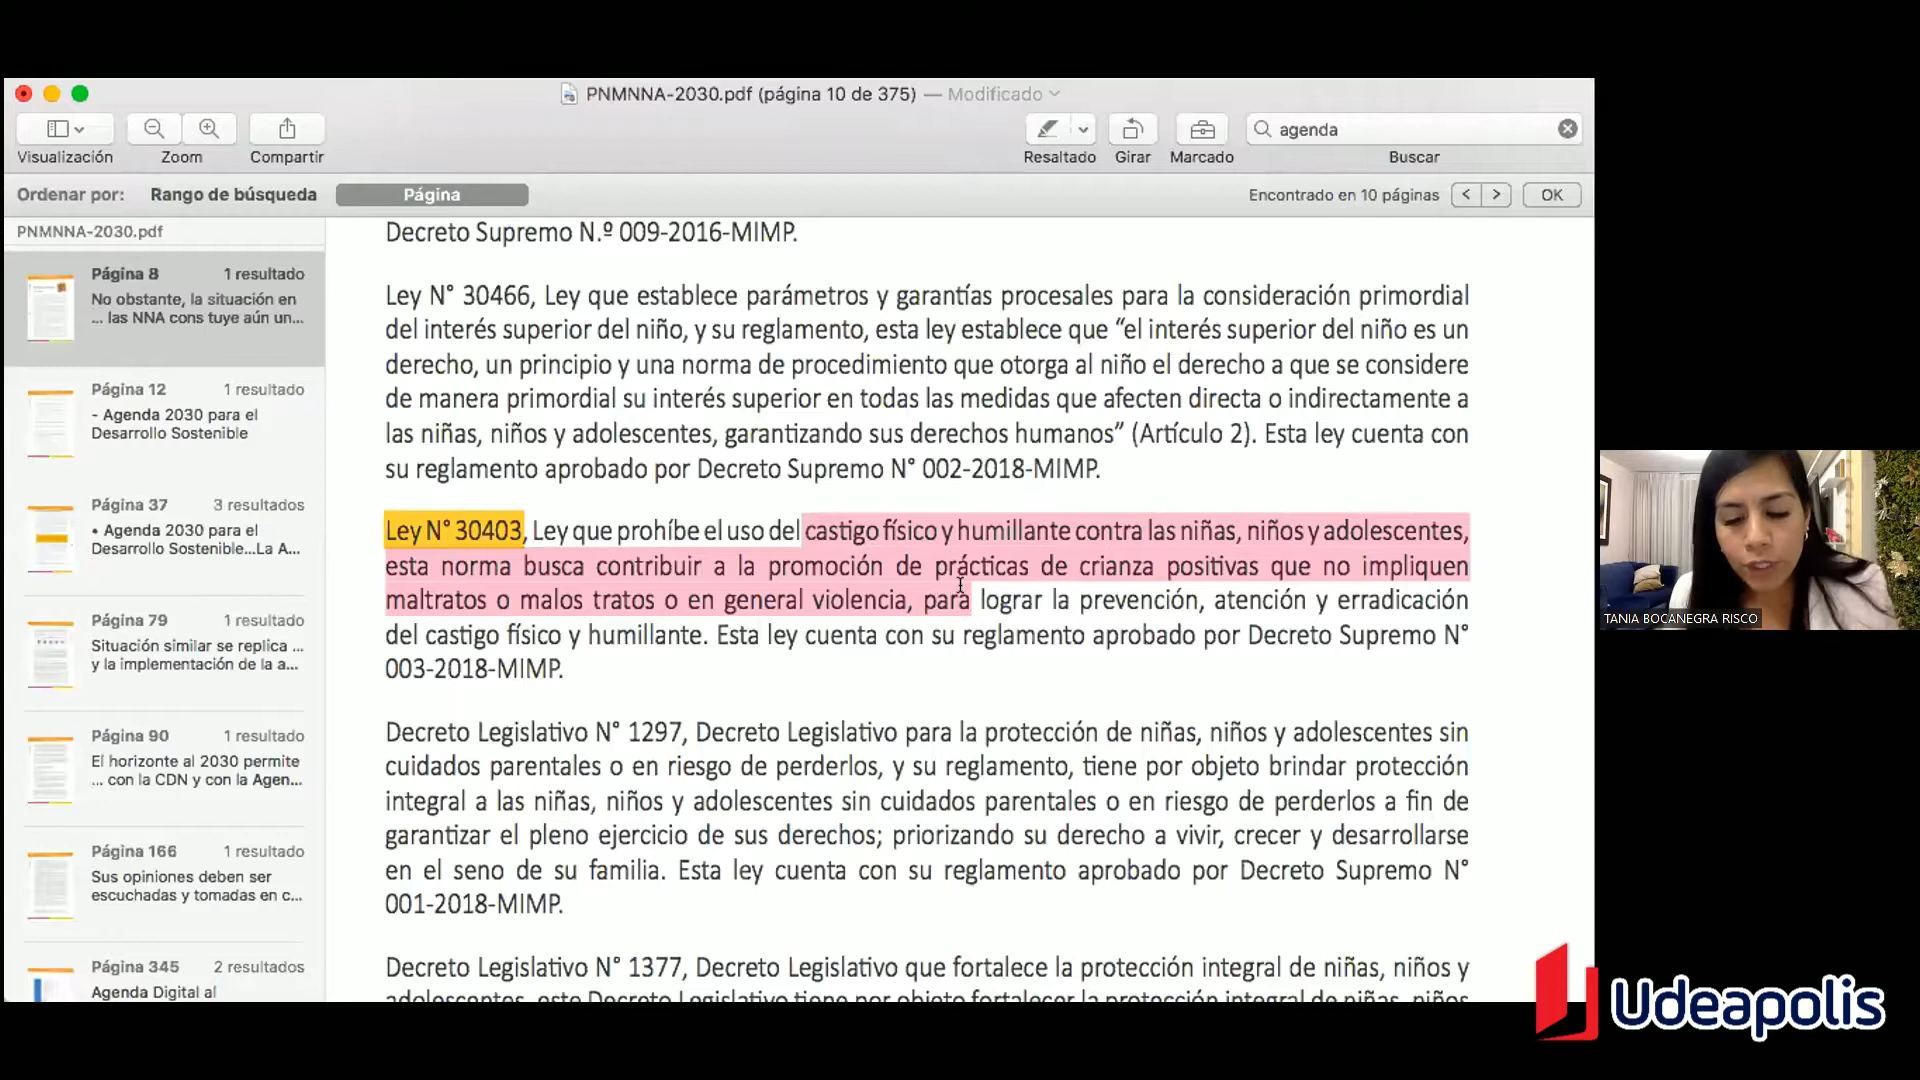 PNMNNA-2030.pdf (página 10 de 375) — Modificado
Visualización
Zoom
Compartir
Resaltado
Girar
Marcado
agenda
Buscar
Ordenar por:
Rango de búsqueda
Página
Encontrado en 10 páginas
OK
PNMNNA-2030.pdf
Página 8 1 resultado
No obstante, la situación en
... las NNA cons tuye aún un...
Página 12 1 resultado
- Agenda 2030 para el
Desarrollo Sostenible
Página 37 3 resultados
• Agenda 2030 para el
Desarrollo Sostenible...La A...
Página 79 1 resultado
Situación similar se replica ...
y la implementación de la a...
Página 90 1 resultado
El horizonte al 2030 permite
... con la CDN y con la Agen...
Página 166 1 resultado
Sus opiniones deben ser
escuchadas y tomadas en c...
Página 345 2 resultados
Agenda Digital al
Decreto Supremo N.º 009-2016-MIMP.
Ley N° 30466, Ley que establece parámetros y garantías procesales para la consideración primordial
del interés superior del niño, y su reglamento, esta ley establece que “el interés superior del niño es un
derecho, un principio y una norma de procedimiento que otorga al niño el derecho a que se considere
de manera primordial su interés superior en todas las medidas que afecten directa o indirectamente a
las niñas, niños y adolescentes, garantizando sus derechos humanos” (Artículo 2). Esta ley cuenta con
su reglamento aprobado por Decreto Supremo N° 002-2018-MIMP.
Ley N° 30403, Ley que prohíbe el uso del castigo físico y humillante contra las niñas, niños y adolescentes,
esta norma busca contribuir a la promoción de prácticas de crianza positivas que no impliquen
maltratos o malos tratos o en general violencia, para lograr la prevención, atención y erradicación
del castigo físico y humillante. Esta ley cuenta con su reglamento aprobado por Decreto Supremo N°
003-2018-MIMP.
Decreto Legislativo N° 1297, Decreto Legislativo para la protección de niñas, niños y adolescentes sin
cuidados parentales o en riesgo de perderlos, y su reglamento, tiene por objeto brindar protección
integral a las niñas, niños y adolescentes sin cuidados parentales o en riesgo de perderlos a fin de
garantizar el pleno ejercicio de sus derechos; priorizando su derecho a vivir, crecer y desarrollarse
en el seno de su familia. Esta ley cuenta con su reglamento aprobado por Decreto Supremo N°
001-2018-MIMP.
Decreto Legislativo N° 1377, Decreto Legislativo que fortalece la protección integral de niñas, niños y
adolescentes, este Decreto Legislativo tiene por objeto fortalecer la protección integral de niñas, niños
TANIA BOCANEGRA RISCO
Udeapolis